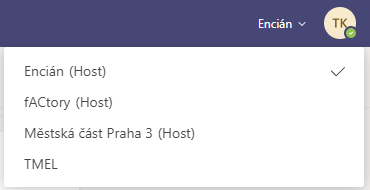 Encián TK
Encián (Host)
fACtory (Host)
Městská část Praha 3 (Host)
TMEL